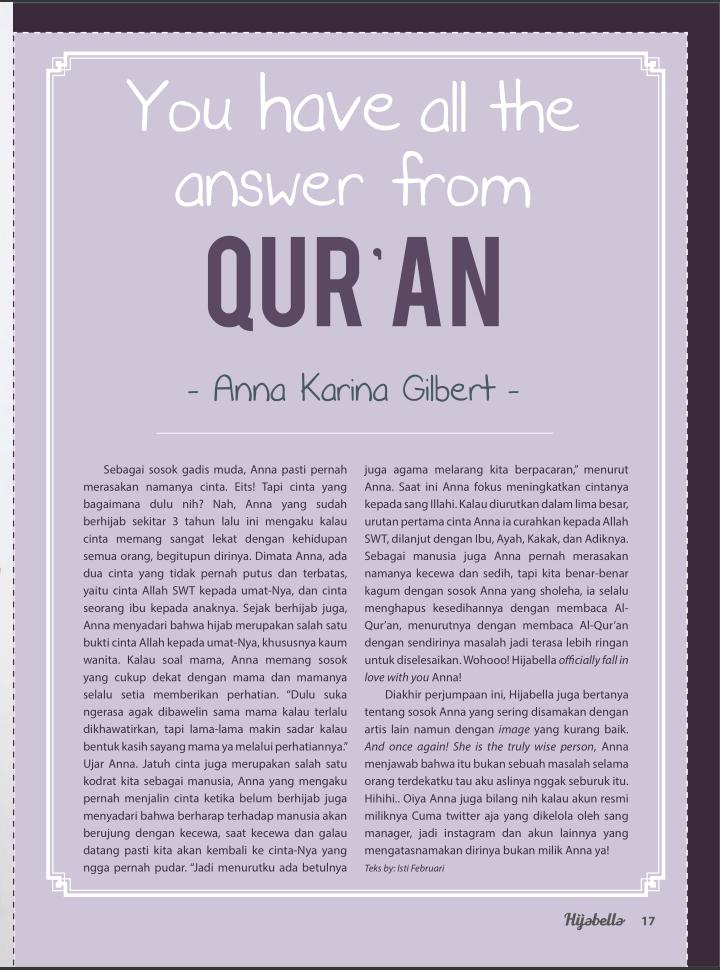 You have all the
answer from
QUR'AN
- Anna Karina Gilbert -
Sebagai sosok gadis muda, Anna pasti pernah
merasakan namanya cinta. Eits! Tapi cinta yang
bagaimana dulu nih? Nah, Anna yang sudah
berhijab sekitar 3 tahun lalu ini mengaku kalau
cinta memang sangat lekat dengan kehidupan
semua orang, begitupun dirinya. Dimata Anna, ada
dua cinta yang tidak pernah putus dan terbatas,
yaitu cinta Allah SWT kepada umat-Nya, dan cinta
seorang ibu kepada anaknya. Sejak berhijab juga,
Anna menyadari bahwa hijab merupakan salah satu
bukti cinta Allah kepada umat-Nya, khususnya kaum
wanita. Kalau soal mama, Anna memang sosok
yang cukup dekat dengan mama dan mamanya
selalu setia memberikan perhatian. “Dulu suka
ngerasa agak dibawelin sama mama kalau terlalu
dikhawatirkan, tapi lama-lama makin sadar kalau
bentuk kasih sayang mama ya melalui perhatiannya.”
Ujar Anna. Jatuh cinta juga merupakan salah satu
kodrat kita sebagai manusia, Anna yang mengaku
pernah menjalin cinta ketika belum berhijab juga
menyadari bahwa berharap terhadap manusia akan
berujung dengan kecewa, saat kecewa dan galau
datang pasti kita akan kembali ke cinta-Nya yang
ngga pernah pudar. “Jadi menurutku ada betulnya
juga agama melarang kita berpacaran,” menurut
Anna. Saat ini Anna fokus meningkatkan cintanya
kepada sang Illahi. Kalau diurutkan dalam lima besar,
urutan pertama cinta Anna ia curahkan kepada Allah
SWT, dilanjut dengan Ibu, Ayah, Kakak, dan Adiknya.
Sebagai manusia juga Anna pernah merasakan
namanya kecewa dan sedih, tapi kita benar-benar
kagum dengan sosok Anna yang sholeha, ia selalu
menghapus kesedihannya dengan membaca Al-
Qur’an, menurutnya dengan membaca Al-Qur’an
dengan sendirinya masalah jadi terasa lebih ringan
untuk diselesaikan. Wohooo! Hijabella officially fall in
love with you Anna!
Diakhir perjumpaan ini, Hijabella juga bertanya
tentang sosok Anna yang sering disamakan dengan
artis lain namun dengan image yang kurang baik.
And once again! She is the truly wise person, Anna
menjawab bahwa itu bukan sebuah masalah selama
orang terdekatku tau aku aslinya nggak seburuk itu.
Hihihi.. Oiya Anna juga bilang nih kalau akun resmi
miliknya Cuma twitter aja yang dikelola oleh sang
manager, jadi instagram dan akun lainnya yang
mengatasnamakan dirinya bukan milik Anna ya!
Teks by: Isti Februari
Hijabella 17